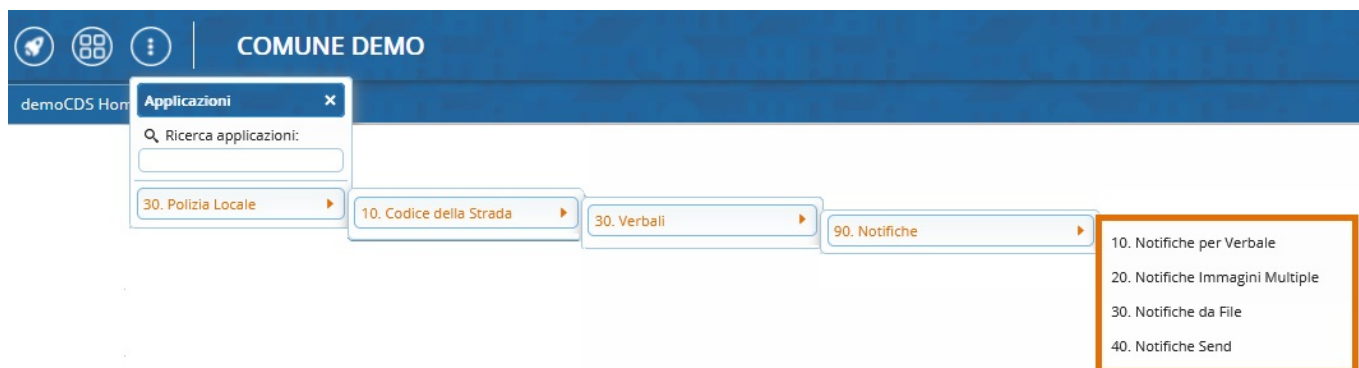 COMUNE DEMO
demoCDS Hom
Applicazioni
Ricerca applicazioni:
30. Polizia Locale
10. Codice della Strada
30. Verbali
90. Notifiche
10. Notifiche per Verbale
20. Notifiche Immagini Multiple
30. Notifiche da File
40. Notifiche Send